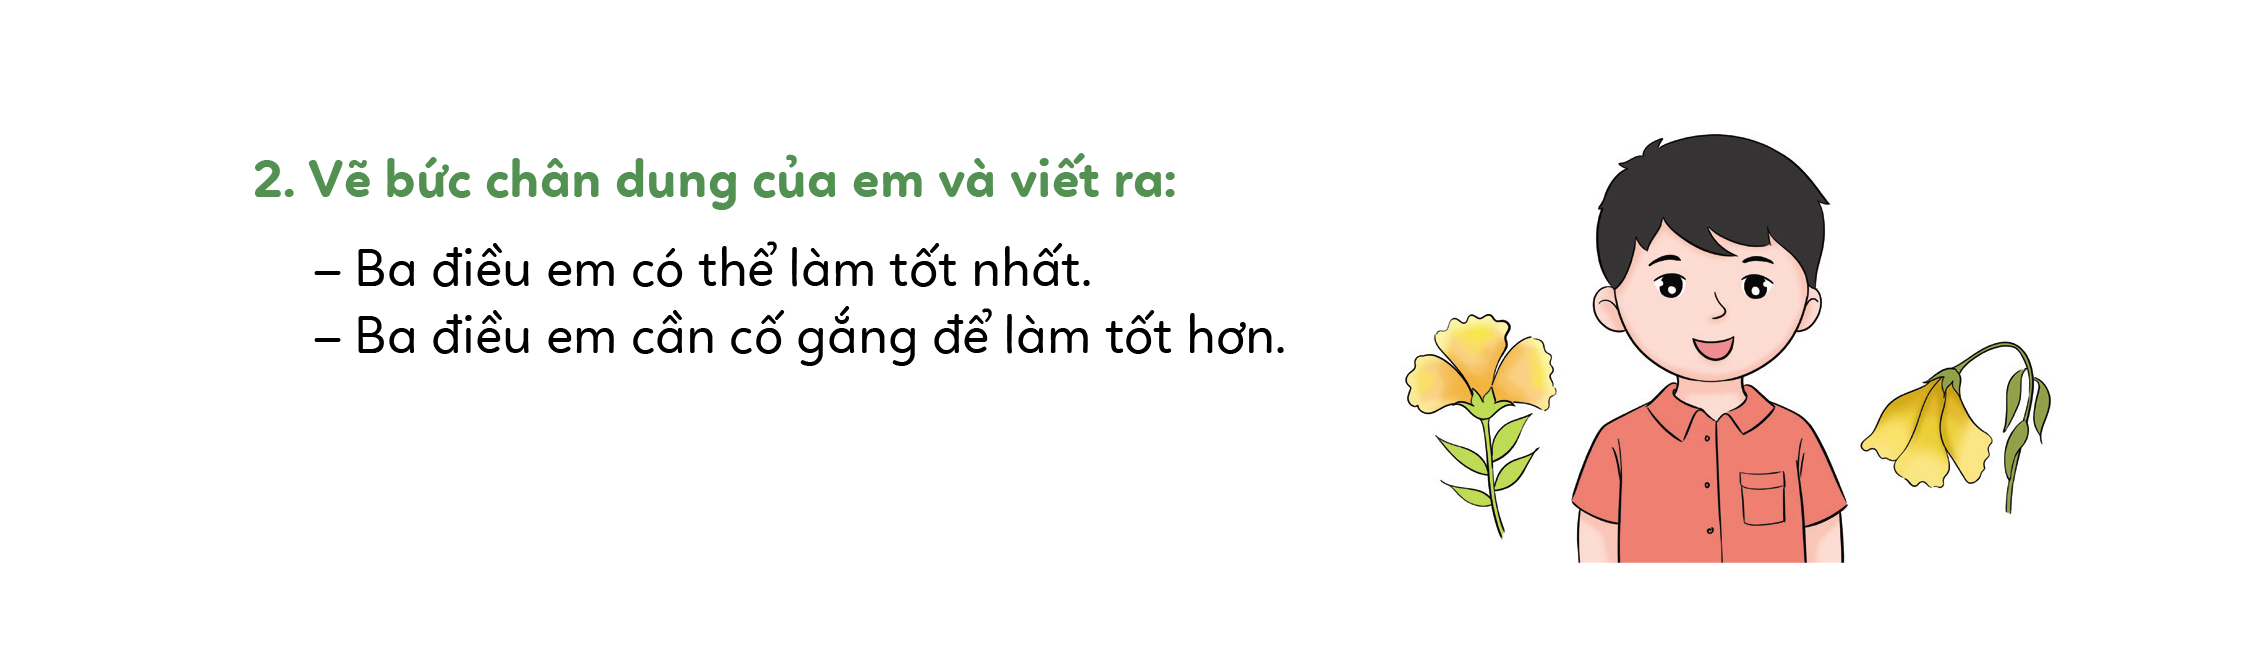 2. Vẽ bức chân dung của em và viết ra:
– Ba điều em có thể làm tốt nhất.
– Ba điều em cần cố gắng để làm tốt hơn.